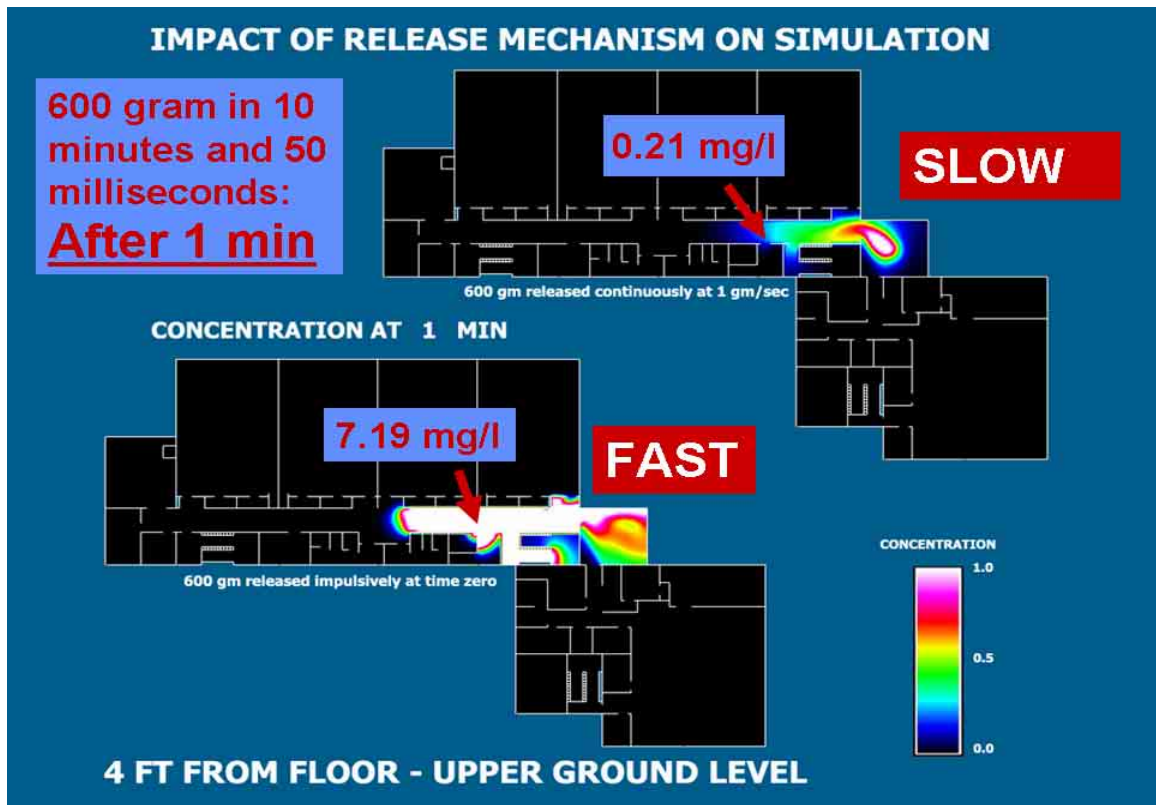 IMPACT OF RELEASE MECHANISM ON SIMULATION
600 gram in 10
minutes and 50
milliseconds:
After 1 min
0.21 mg/l
SLOW
600 gm released continuously at 1 gm/sec
CONCENTRATION AT 1 MIN
7.19 mg/l
FAST
600 gm released impulsively at time zero
CONCENTRATION
1.0
0.5
0.0
4 FT FROM FLOOR - UPPER GROUND LEVEL